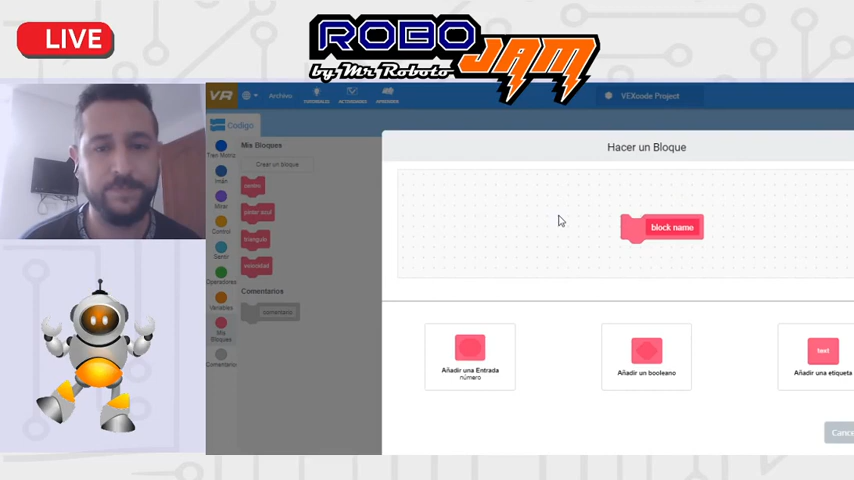 LIVE
ROBO
JAM
by Mr Roboto
VR
Archivo
TUTORIALES
ACTIVIDADES
VEXcode Project
Código
Mis Bloques
Hacer un Bloque
Crear un bloque
Tren Motriz
Imán
Mirar
Control
Sentir
Operadores
Variables
Mis
Bloques
Comentario
centro
pintar azul
triangulo
velocidad
Comentarios
comentario
block name
text
Añadir una Entrada
número
Añadir un booleano
Añadir una etiqueta
Cance